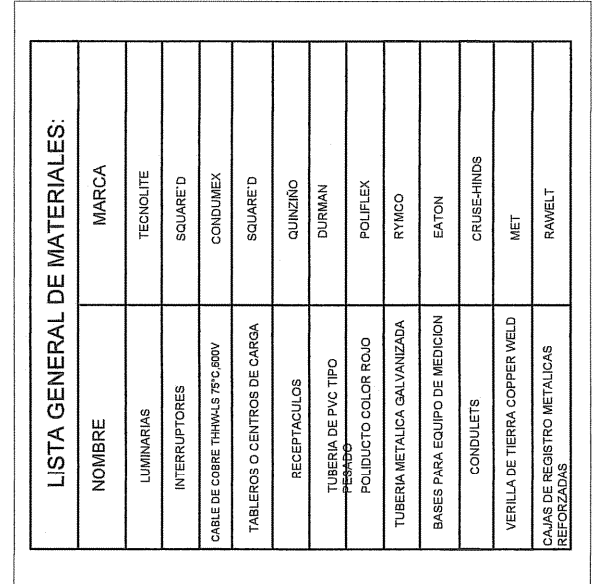 LISTA GENERAL DE MATERIALES:
NOMBRE MARCA
LUMINARIAS TECNOLITE
INTERRUPTORES SQUARE'D
CABLE DE COBRE THHW-LS 75°C,600V CONDUMEX
TABLEROS O CENTROS DE CARGA SQUARE'D
RECEPTACULOS QUINZIÑO
TUBERIA DE PVC TIPO PESADO DURMAN
POLIDUCTO COLOR ROJO POLIFLEX
TUBERIA METALICA GALVANIZADA RYMCO
BASES PARA EQUIPO DE MEDICION EATON
CONDULETS CRUSE-HINDS
VERILLA DE TIERRA COPPER WELD MET
CAJAS DE REGISTRO METALICAS REFORZADAS RAWELT